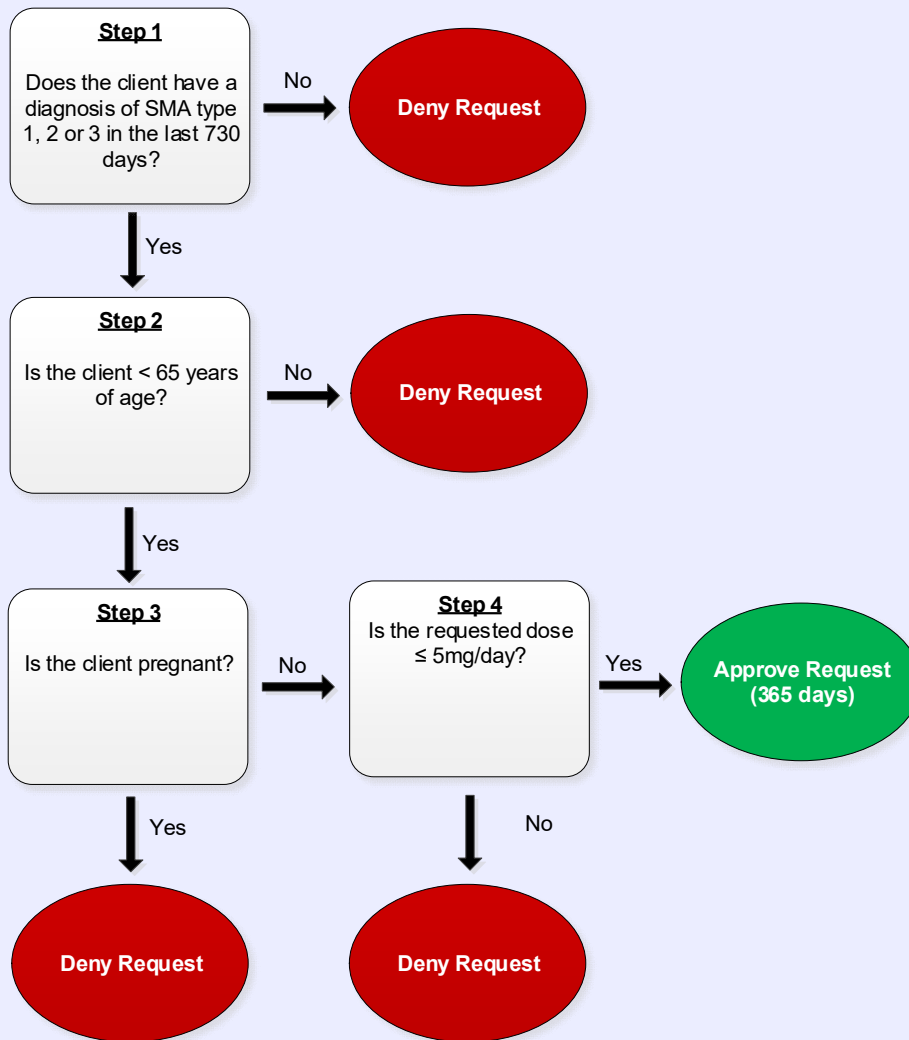 Step 1
Does the client have a
diagnosis of SMA type
1, 2 or 3 in the last 730
days?
No
Deny Request
Yes
Step 2
Is the client < 65 years
of age?
No
Deny Request
Yes
Step 3
Is the client pregnant?
No
Step 4
Is the requested dose
≤ 5mg/day?
Yes
Approve Request
(365 days)
Yes
No
Deny Request
Deny Request